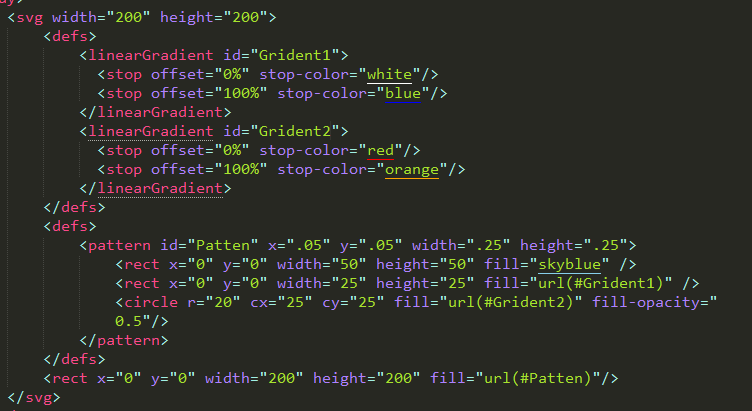 <svg width="200" height="200">
<defs>
<linearGradient id="Grident1">
<stop offset="0%" stop-color="white"/>
<stop offset="100%" stop-color="blue"/>
</linearGradient>
<linearGradient id="Grident2">
<stop offset="0%" stop-color="red"/>
<stop offset="100%" stop-color="orange"/>
</linearGradient>
</defs>
<defs>
<pattern id="Patten" x=".05" y=".05" width=".25" height=".25">
<rect x="0" y="0" width="50" height="50" fill="skyblue" />
<rect x="0" y="0" width="25" height="25" fill="url(#Grident1)" />
<circle r="20" cx="25" cy="25" fill="url(#Grident2)" fill-opacity="
0.5"/>
</pattern>
</defs>
<rect x="0" y="0" width="200" height="200" fill="url(#Patten)"/>
</svg>